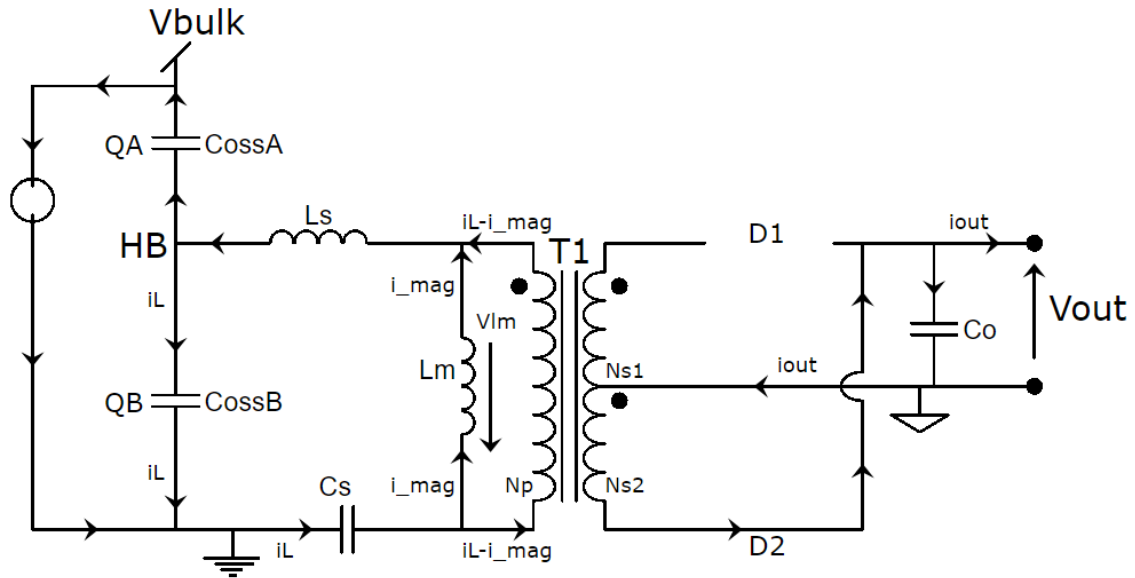 Vbulk
QA
CossA
HB
Ls
iL-i_mag
T1
D1
iout
i_mag
Vlm
Vout
iL
Lm
Co
Ns1
iout
QB
CossB
iL
i_mag
Cs
Np
Ns2
iL
iL-i_mag
D2